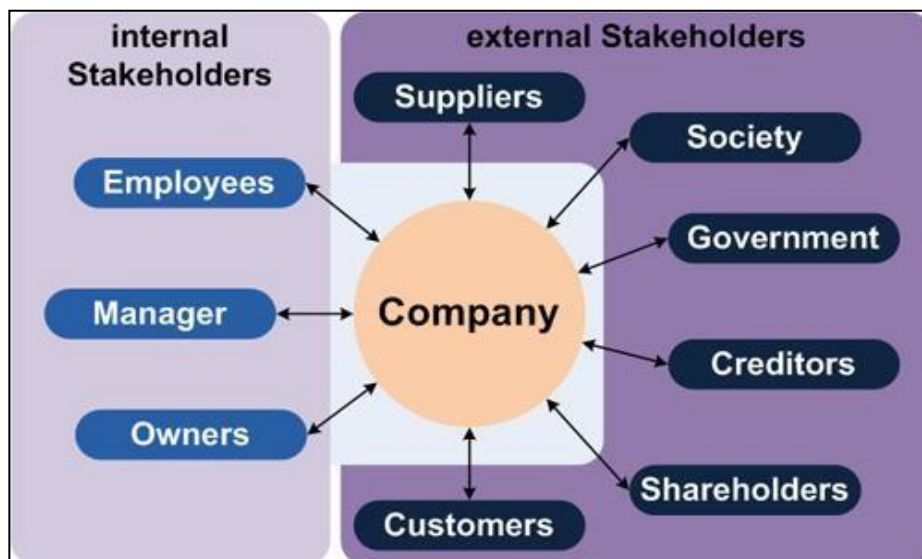 internal
Stakeholders
Employees
Manager
Owners
external Stakeholders
Suppliers
Society
Government
Creditors
Shareholders
Customers
Company